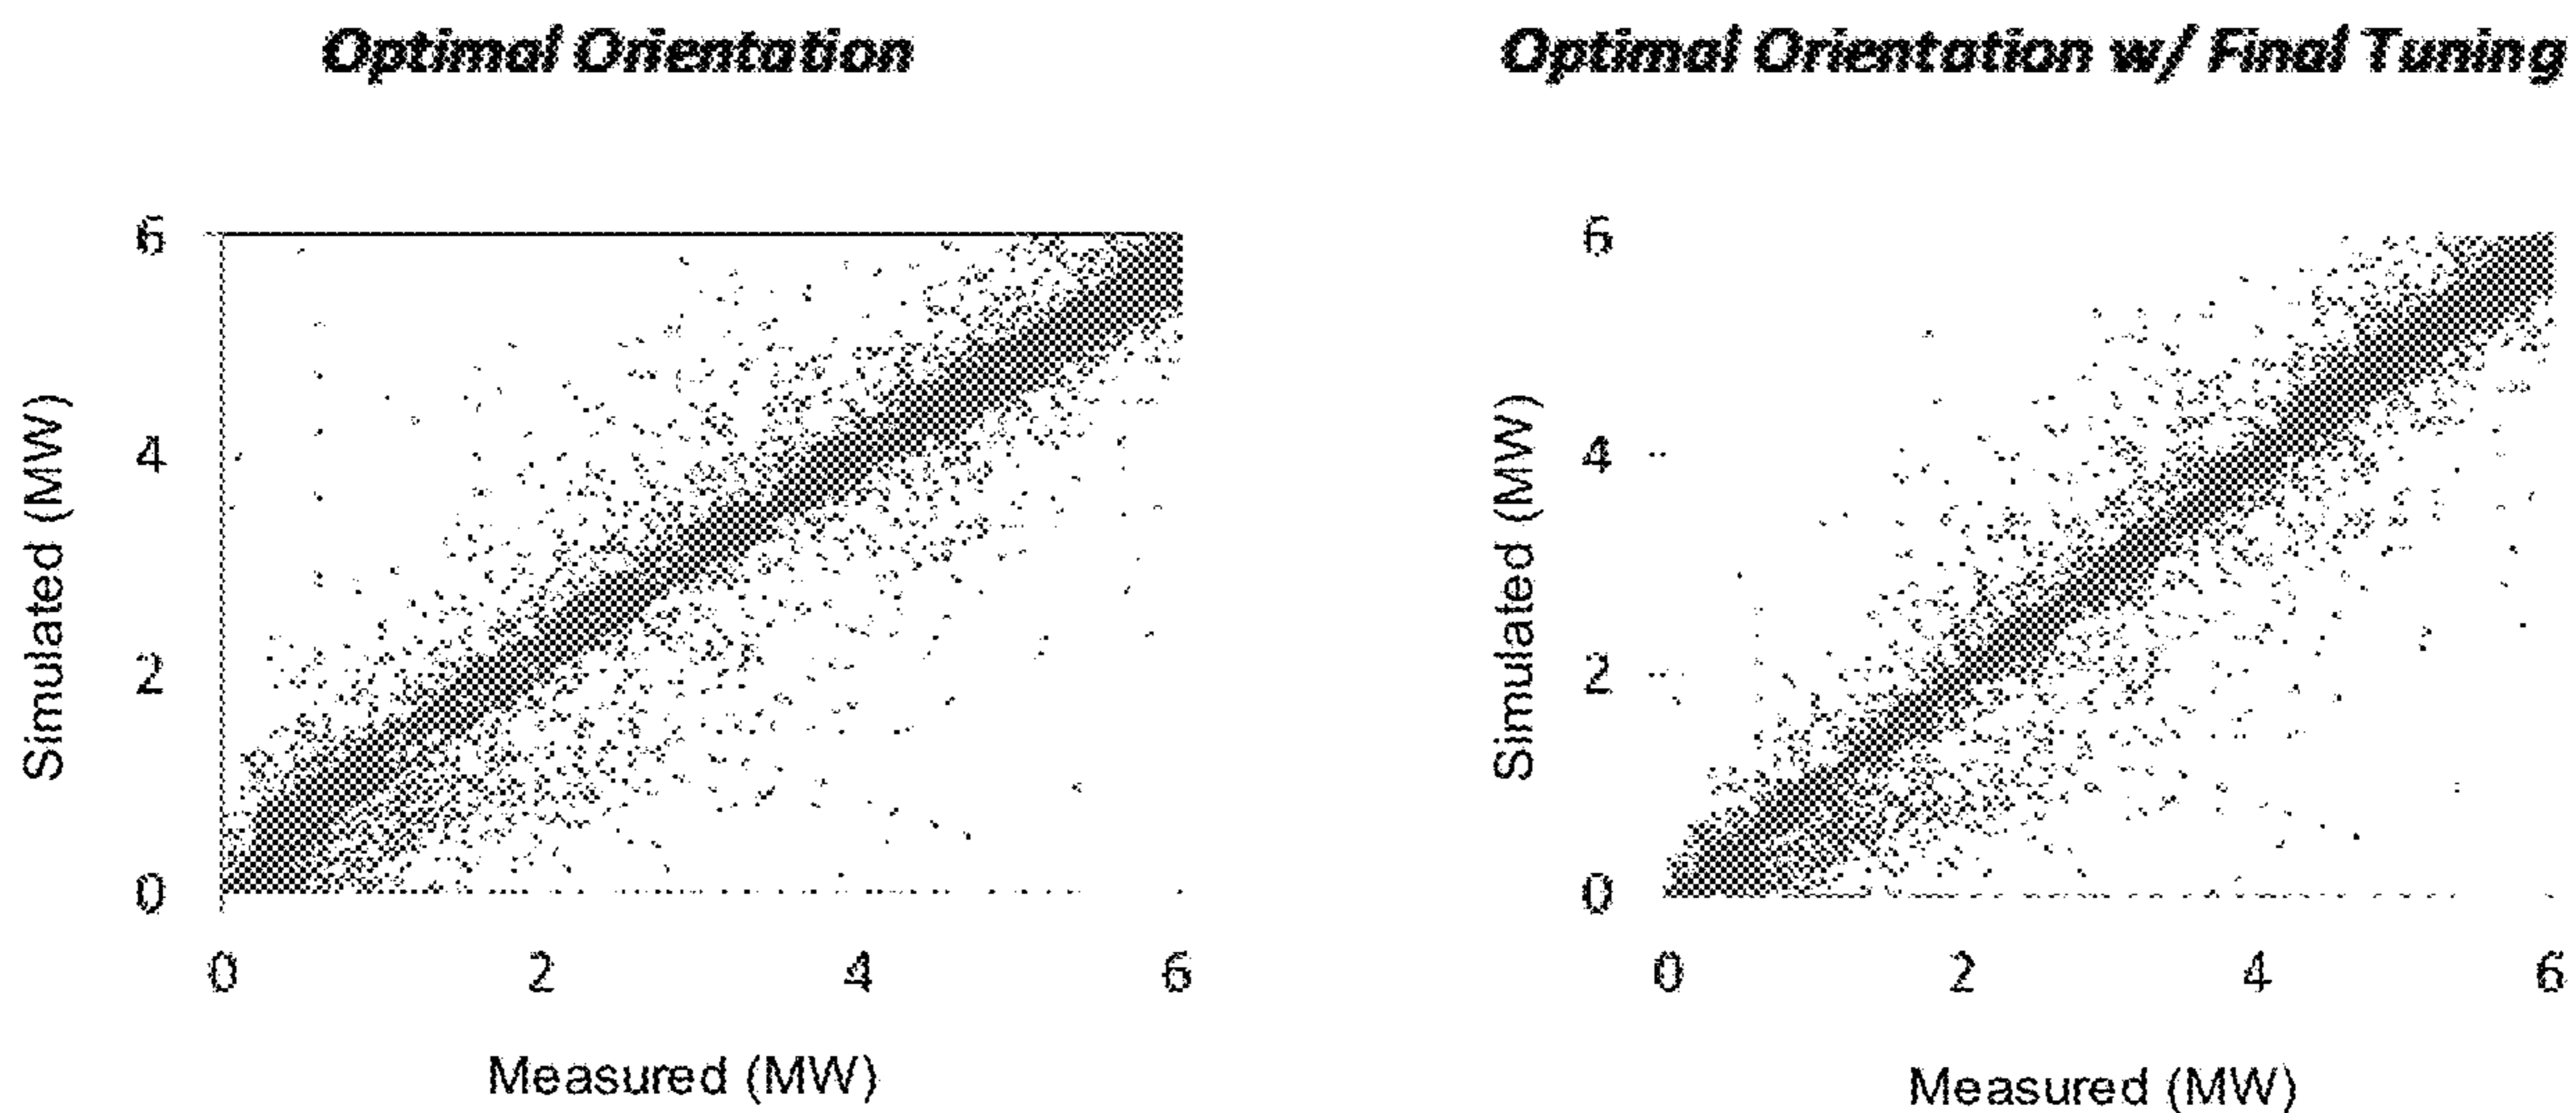 Optimal Orientation
6
4
2
0
Simulated (MW)
0 2 4 6
Measured (MW)
Optimal Orientation w/ Final Tuning
6
4
2
0
Simulated (MW)
0 2 4 6
Measured (MW)